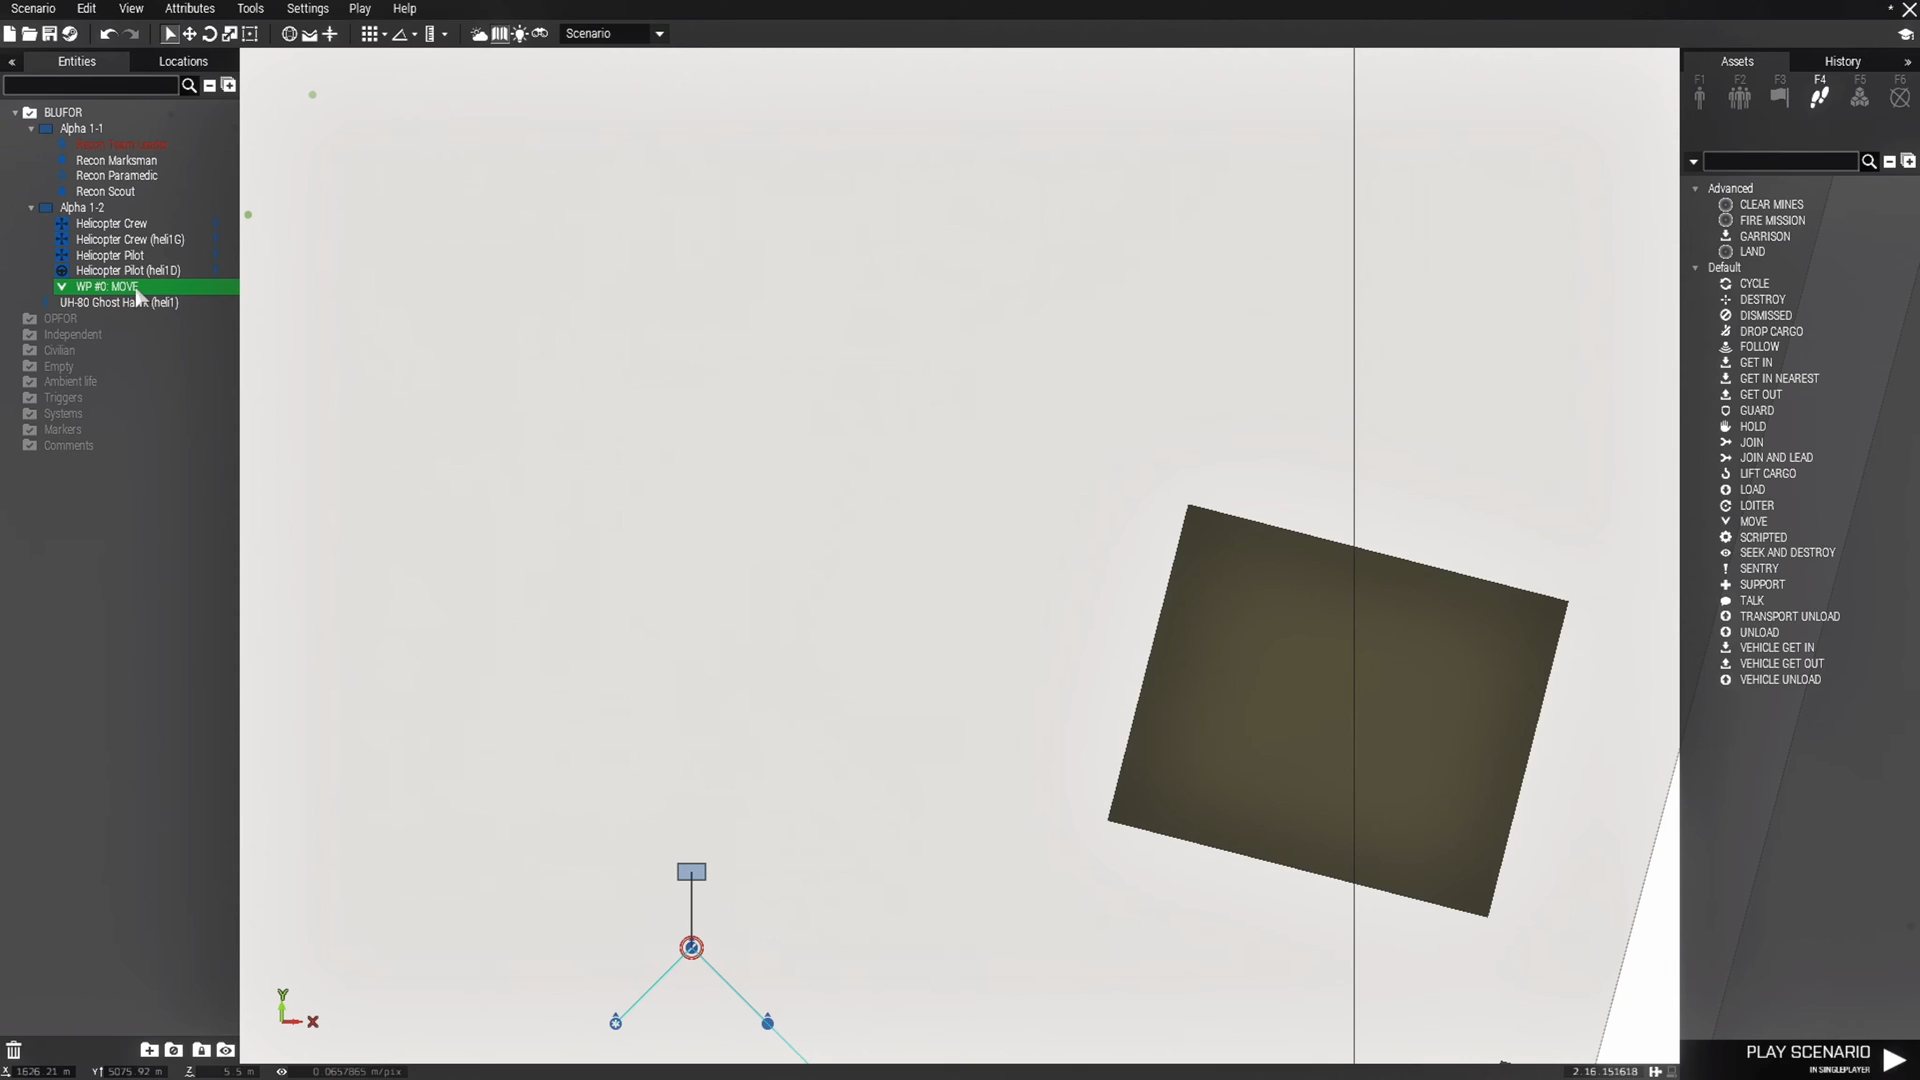 Scenario Edit View Attributes Tools Settings Play Help
Scenario
Entities Locations
BLUFOR
Alpha 1-1
Recon Team Leader
Recon Marksman
Recon Paramedic
Recon Scout
Alpha 1-2
Helicopter Crew
Helicopter Crew (heli1G)
Helicopter Pilot
Helicopter Pilot (heli1D)
WP #0: MOVE
UH-80 Ghost Hawk (heli1)
OPFOR
Independent
Civilian
Empty
Ambient life
Triggers
Systems
Markers
Comments
Y
X
Assets History
F1 F2 F3 F4 F5 F6
Advanced
CLEAR MINES
FIRE MISSION
GARRISON
LAND
Default
CYCLE
DESTROY
DISMISSED
DROP CARGO
FOLLOW
GET IN
GET IN NEAREST
GET OUT
GUARD
HOLD
JOIN
JOIN AND LEAD
LIFT CARGO
LOAD
LOITER
MOVE
SCRIPTED
SEEK AND DESTROY
SENTRY
SUPPORT
TALK
TRANSPORT UNLOAD
UNLOAD
VEHICLE GET IN
VEHICLE GET OUT
VEHICLE UNLOAD
PLAY SCENARIO
IN SINGLEPLAYER
X 1626.21 m Y 5075.92 m Z 5.5 m 0.0657865 m/pix 2.16.151618